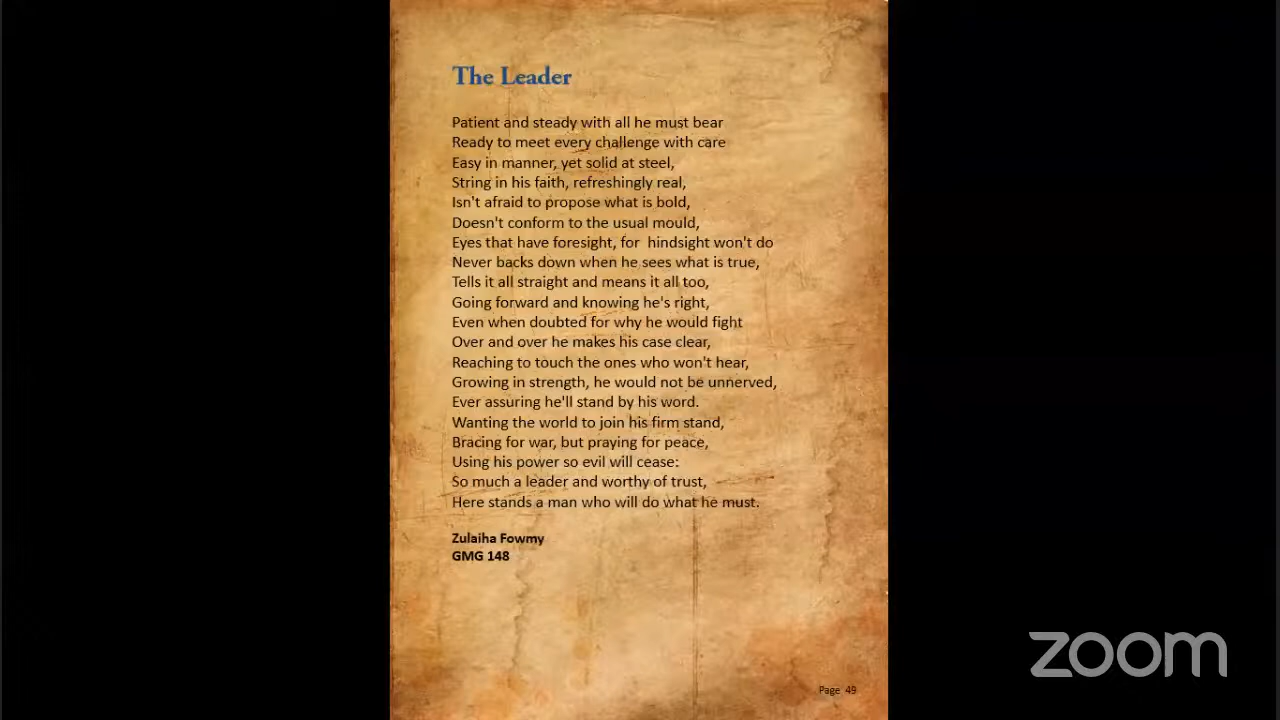 The Leader
Patient and steady with all he must bear
Ready to meet every challenge with care
Easy in manner, yet solid at steel,
String in his faith, refreshingly real,
Isn't afraid to propose what is bold,
Doesn't conform to the usual mould,
Eyes that have foresight, for  hindsight won't do
Never backs down when he sees what is true,
Tells it all straight and means it all too,
Going forward and knowing he's right,
Even when doubted for why he would fight
Over and over he makes his case clear,
Reaching to touch the ones who won't hear,
Growing in strength, he would not be unnerved,
Ever assuring he'll stand by his word.
Wanting the world to join his firm stand,
Bracing for war, but praying for peace,
Using his power so evil will cease:
So much a leader and worthy of trust,
Here stands a man who will do what he must.
Zulaiha Fowmy
GMG 148
Page 49
zoom